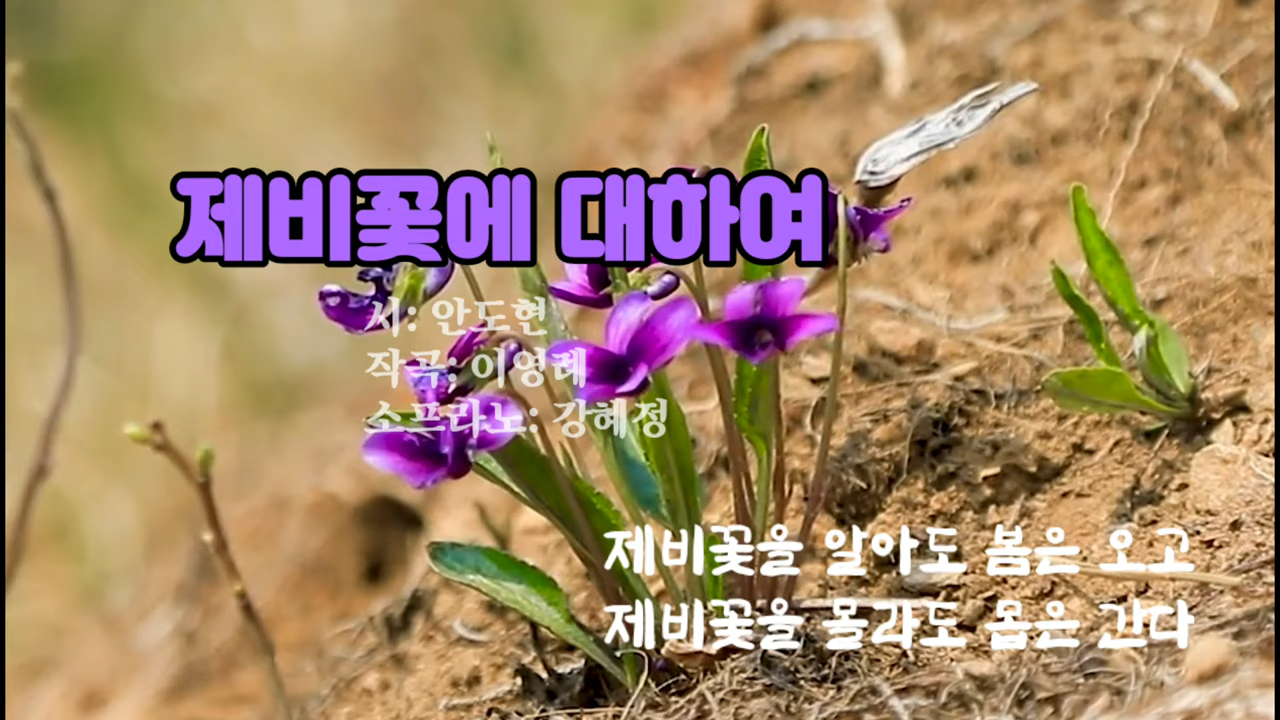 제비꽃에 대하여
시: 안도현
작곡; 이영례
소프라노: 강혜정
제비꽃을 알아도 봄은 오고
제비꽃을 몰라도 봄은 간다